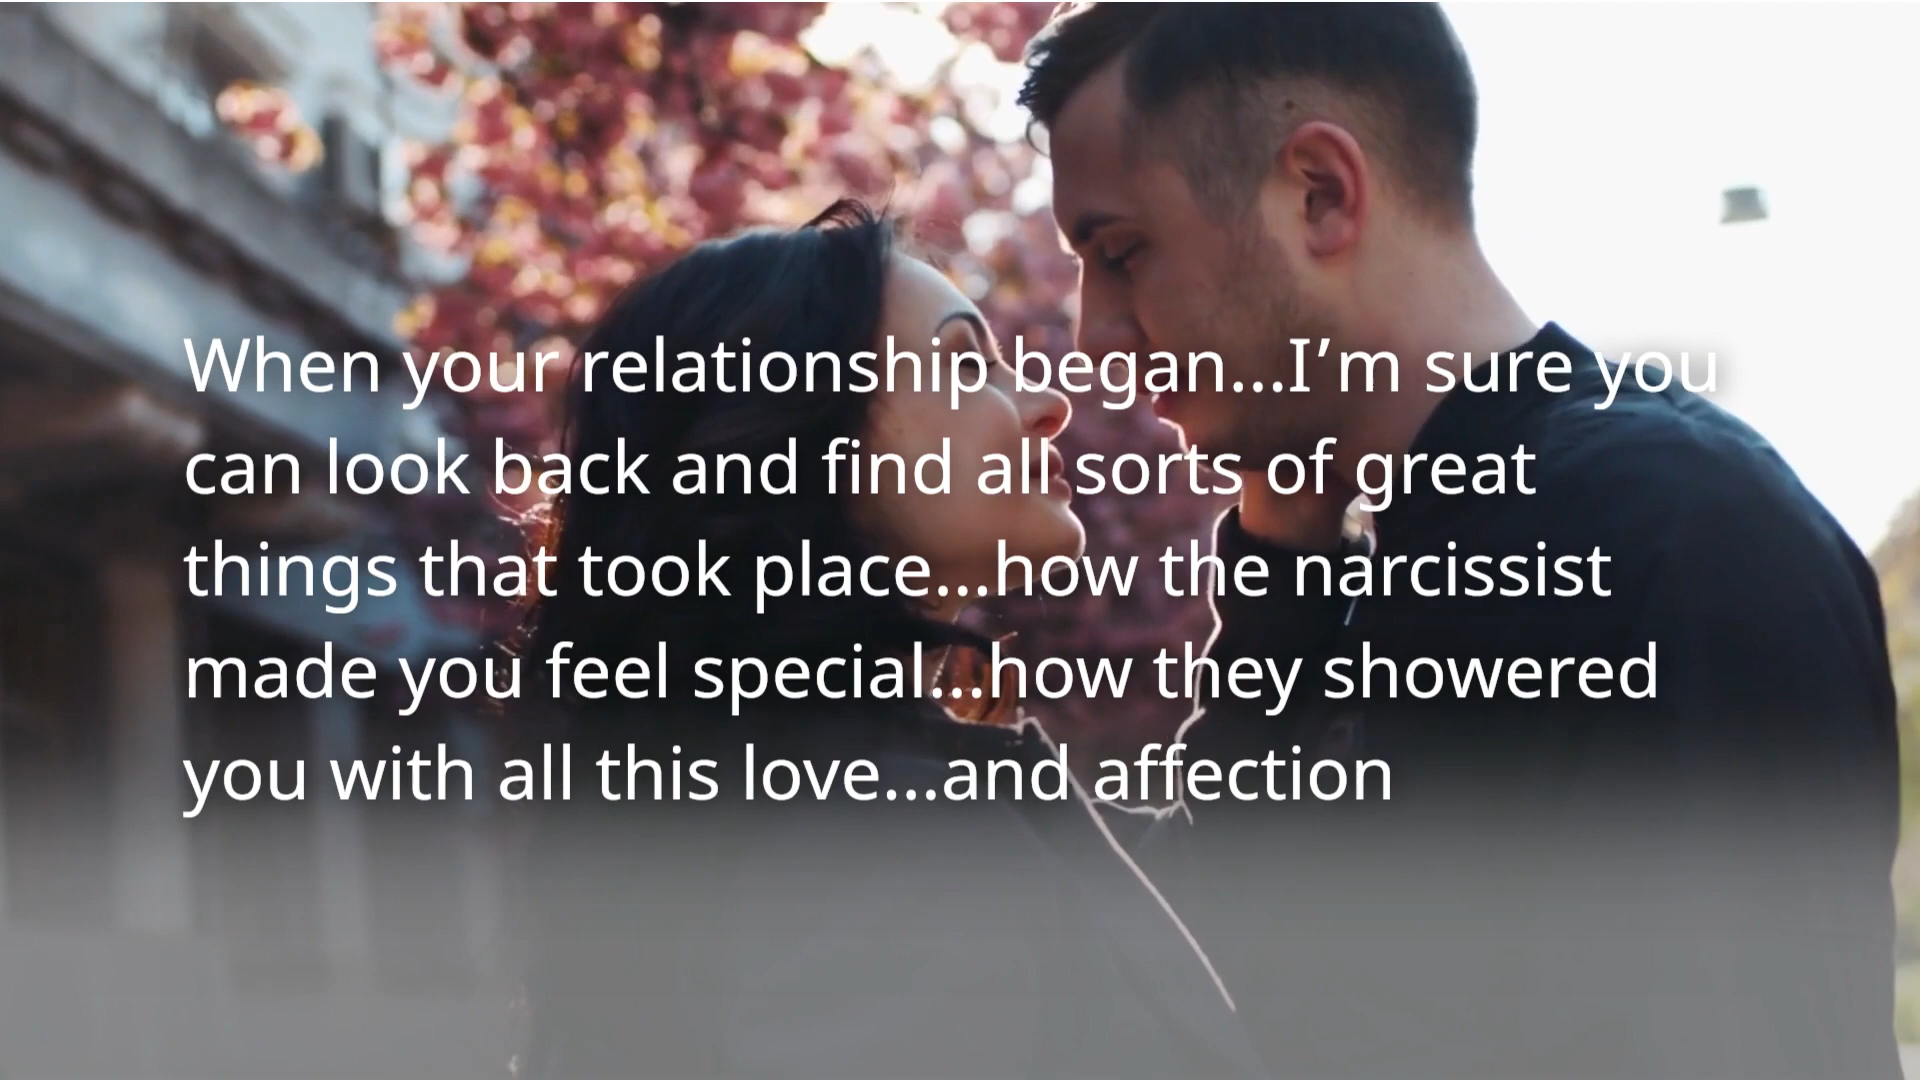 When your relationship began...I’m sure you
can look back and find all sorts of great
things that took place...how the narcissist
made you feel special...how they showered
you with all this love...and affection